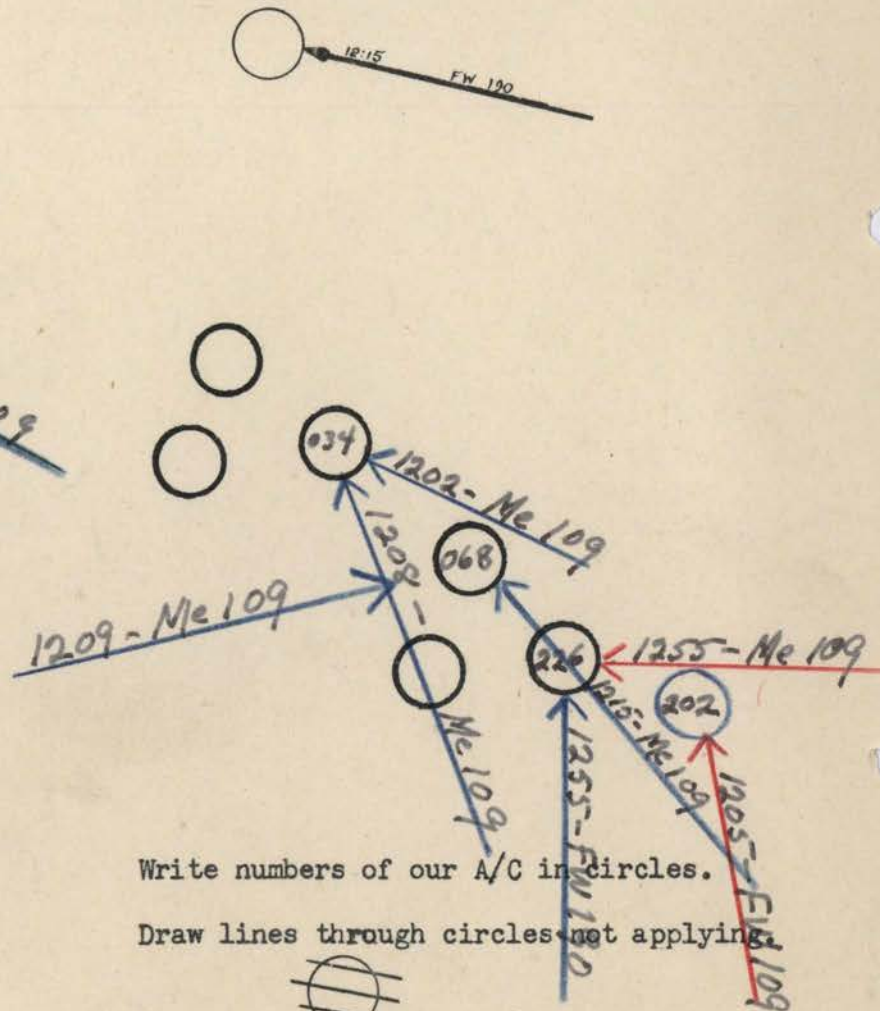 12:15 FW 190
034
1202- Me 109
1208- Me 109
068
1209- Me 109
226
1255- Me 109
202
1215- Me 109
1255- FW 190
Write numbers of our A/C in circles.
1205- FW 109
Draw lines through circles not applying.